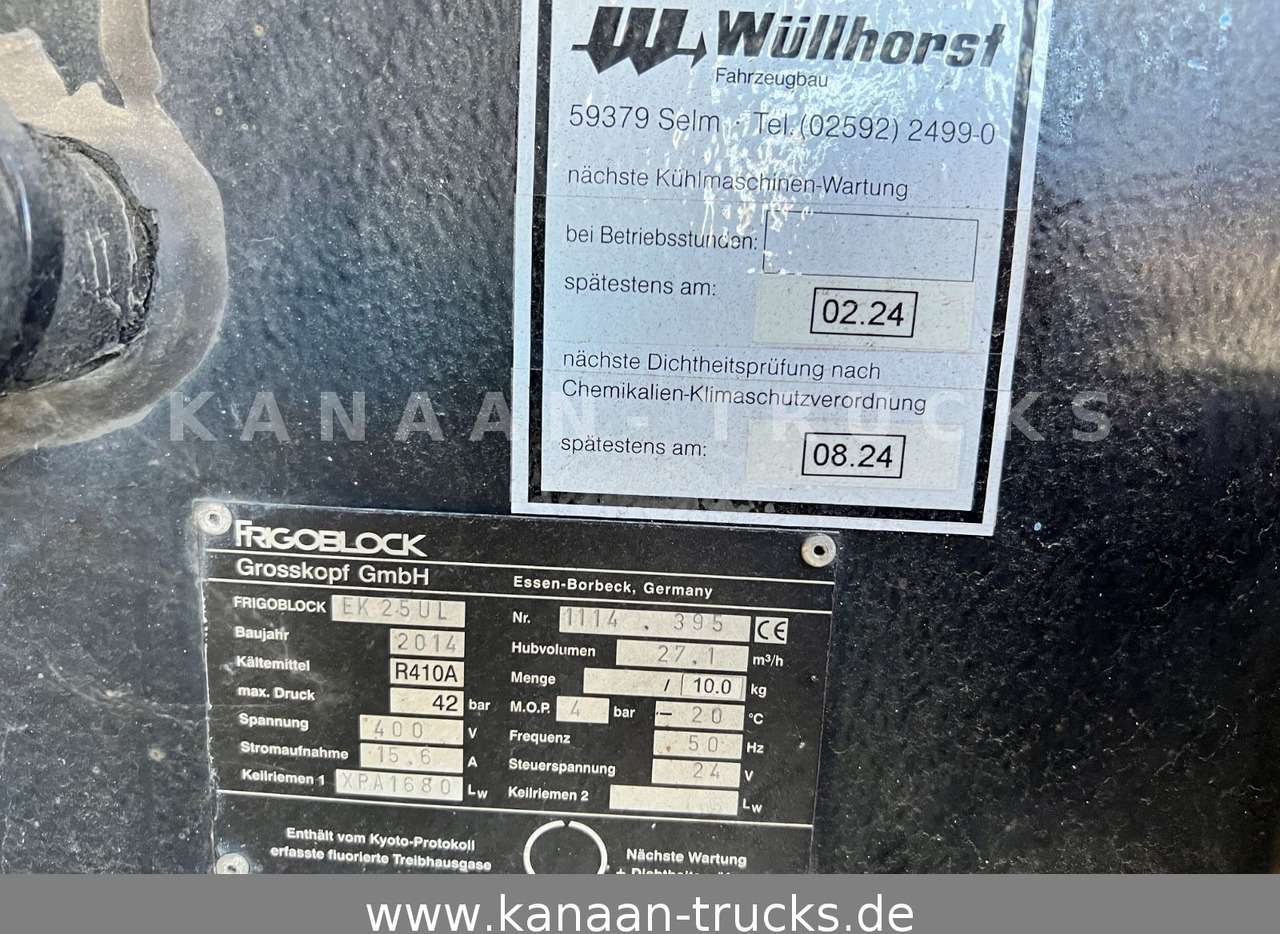 Wüllhorst
Fahrzeugbau
59379 Selm · Tel. (02592) 2499-0
nächste Kühlmaschinen-Wartung
bei Betriebsstunden:
spätestens am: 02.24
nächste Dichtheitsprüfung nach
Chemikalien-Klimaschutzverordnung
spätestens am: 08.24
KANAAN-TRUCKS
FRIGOBLOCK
Grosskopf GmbH Essen-Borbeck, Germany
FRIGOBLOCK EK25UL Nr. 1114.395 CE
Baujahr 2014 Hubvolumen 27.1 m³/h
Kältemittel R410A Menge / 10.0 kg
max. Druck 42 bar M.O.P. 4 bar - 20 °C
Spannung 400 V Frequenz 50 Hz
Stromaufnahme 15.6 A Steuerspannung 24 V
Keilriemen 1 XPA1680 Lw Keilriemen 2 Lw
Enthält vom Kyoto-Protokoll
erfasste fluorierte Treibhausgase
Nächste Wartung
www.kanaan-trucks.de